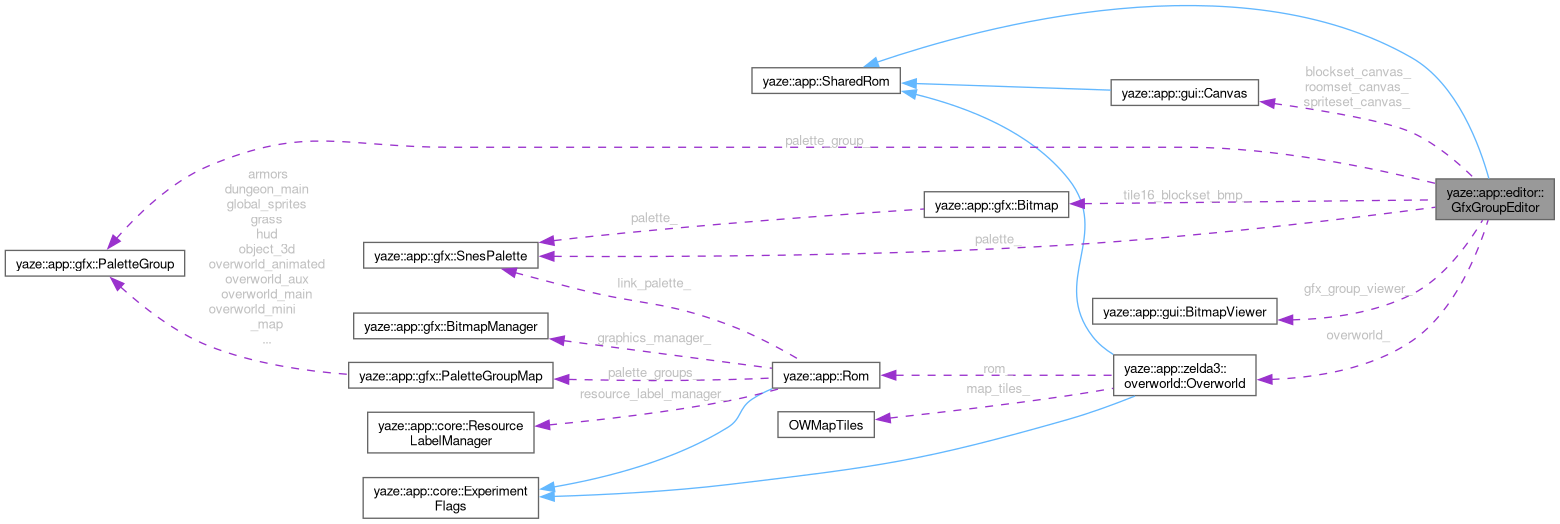 yaze::app::SharedRom
yaze::app::gui::Canvas
blockset_canvas_
roomset_canvas_
spriteset_canvas_
palette_group_
armors
dungeon_main
global_sprites
grass
hud
object_3d
overworld_animated
overworld_aux
overworld_main
overworld_mini
_map
...
yaze::app::editor::
GfxGroupEditor
yaze::app::gfx::Bitmap
tile16_blockset_bmp_
palette_
yaze::app::gfx::SnesPalette
palette_
yaze::app::gfx::PaletteGroup
link_palette_
gfx_group_viewer_
yaze::app::gui::BitmapViewer
yaze::app::gfx::BitmapManager
graphics_manager_
overworld_
yaze::app::gfx::PaletteGroupMap
palette_groups_
yaze::app::Rom
rom_
yaze::app::zelda3::
overworld::Overworld
resource_label_manager_
map_tiles_
yaze::app::core::Resource
LabelManager
OWMapTiles
yaze::app::core::Experiment
Flags